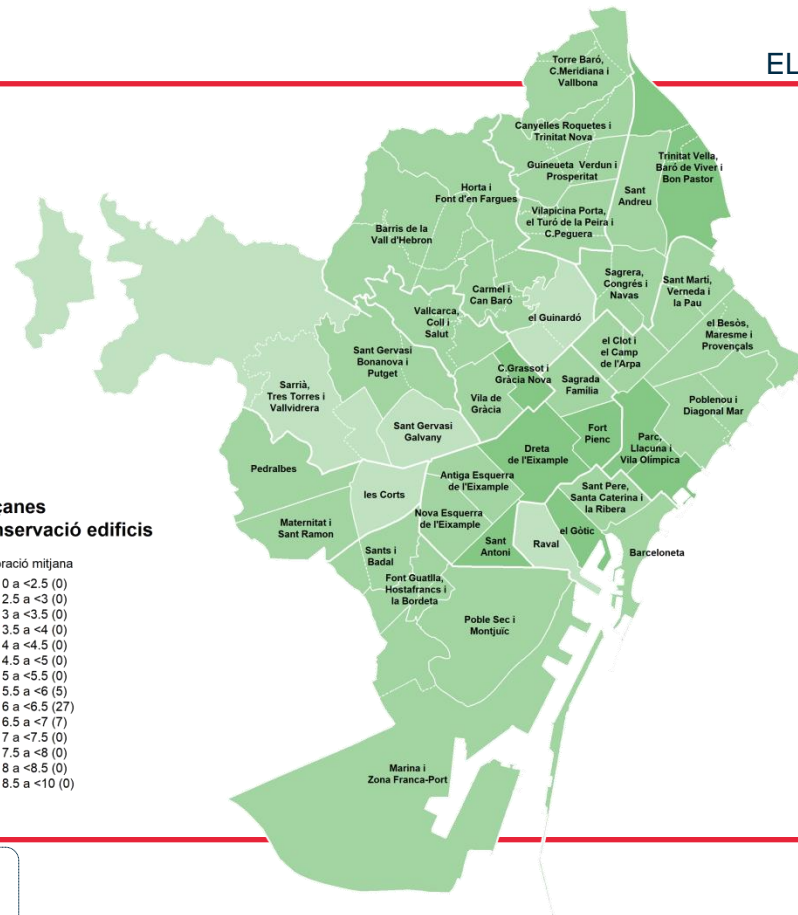 EL
Torre Baró,
C.Meridiana i
Vallbona
Canyelles Roquetes i
Trinitat Nova
Trinitat Vella,
Baró de Viver i
Bon Pastor
Guineueta Verdun i
Prosperitat
Sant
Andreu
Horta i
Font d'en Fargues
Vilapicina Porta,
el Turó de la Peira i
C.Peguera
Barris de la
Vall d'Hebron
Sagrera,
Congrés i
Navas
Sant Martí,
Verneda i
la Pau
Carmel i
Can Baró
Vallcarca,
Coll i
Salut
el Guinardó
el Besòs,
Maresme i
Provençals
el Clot i
el Camp
de l'Arpa
Sant Gervasi
Bonanova i
Putget
C.Grassot i
Gràcia Nova
Sagrada
Familia
Sarrià,
Tres Torres i
Vallvidrera
Vila de
Gràcia
Poblenou i
Diagonal Mar
Sant Gervasi
Galvany
Fort
Pienc
Parc,
Llacuna i
Vila Olímpica
Dreta
de l'Eixample
Pedralbes
Antiga Esquerra
de l'Eixample
les Corts
Sant Pere,
Santa Caterina i
la Ribera
Nova Esquerra
de l'Eixample
Maternitat i
Sant Ramon
el Gòtic
Sant
Antoni
Raval
Barceloneta
Sants i
Badal
Font Guatlla,
Hostafrancs i
la Bordeta
Poble Sec i
Montjuïc
Marina i
Zona Franca-Port
canes
nservació edificis
oració mitjana
0 a <2.5 (0)
2.5 a <3 (0)
3 a <3.5 (0)
3.5 a <4 (0)
4 a <4.5 (0)
4.5 a <5 (0)
5 a <5.5 (0)
5.5 a <6 (5)
6 a <6.5 (27)
6.5 a <7 (7)
7 a <7.5 (0)
7.5 a <8 (0)
8 a <8.5 (0)
8.5 a <10 (0)